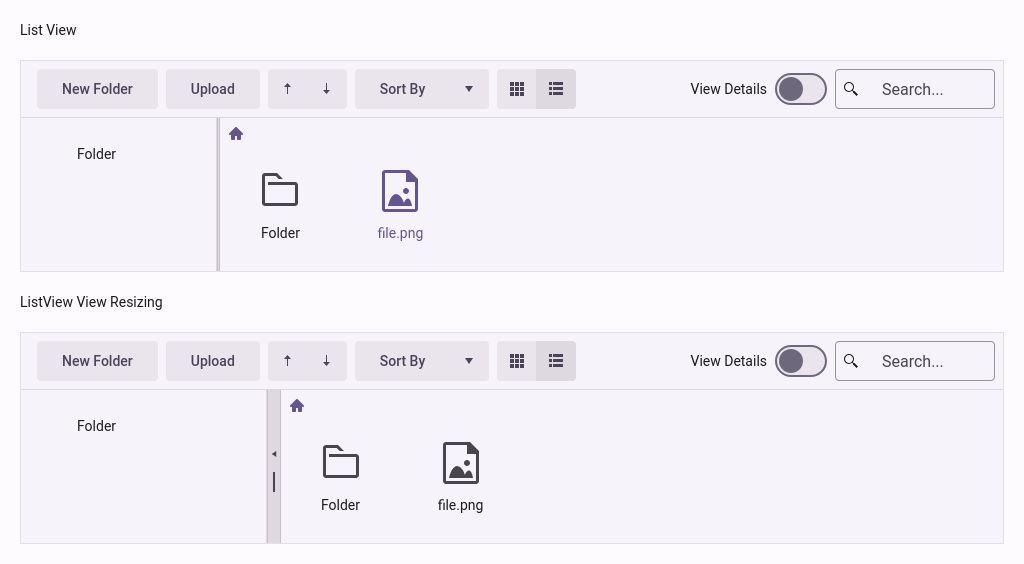 List View
New Folder
Upload
Sort By
View Details
Search...
Folder
Folder
file.png
ListView View Resizing
New Folder
Upload
Sort By
View Details
Search...
Folder
Folder
file.png